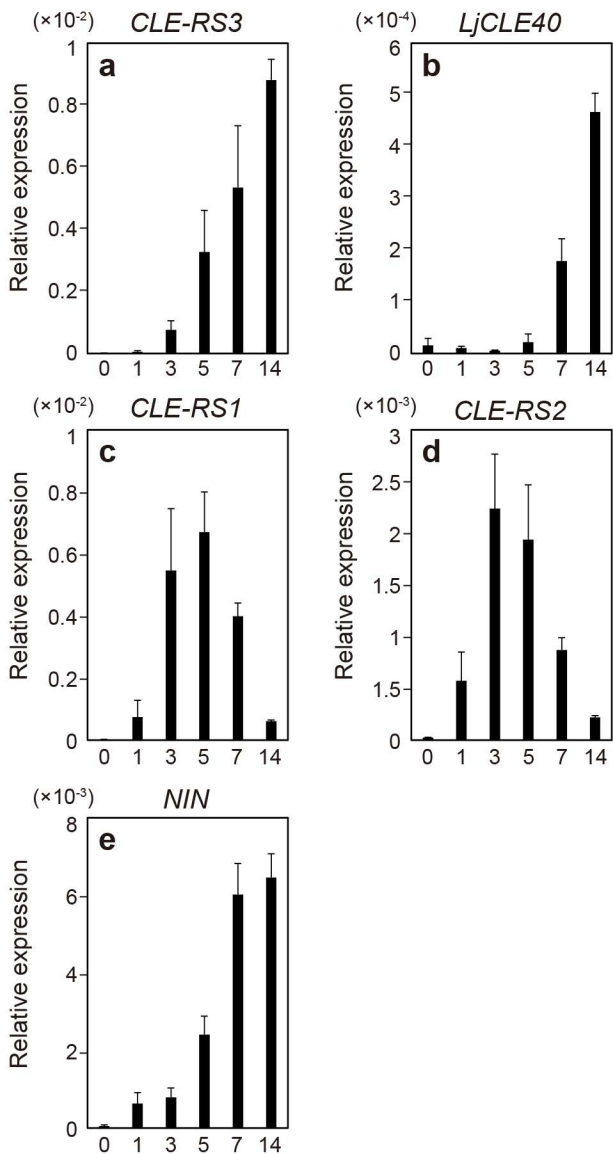 (×10⁻²) CLE-RS3
a
Relative expression
1
0.8
0.6
0.4
0.2
0
0 1 3 5 7 14
(×10⁻⁴) LjCLE40
b
Relative expression
6
5
4
3
2
1
0
0 1 3 5 7 14
(×10⁻²) CLE-RS1
c
Relative expression
1
0.8
0.6
0.4
0.2
0
0 1 3 5 7 14
(×10⁻³) CLE-RS2
d
Relative expression
3
2.5
2
1.5
1
1.5
0
0 1 3 5 7 14
(×10⁻³) NIN
e
Relative expression
8
6
4
2
0
0 1 3 5 7 14